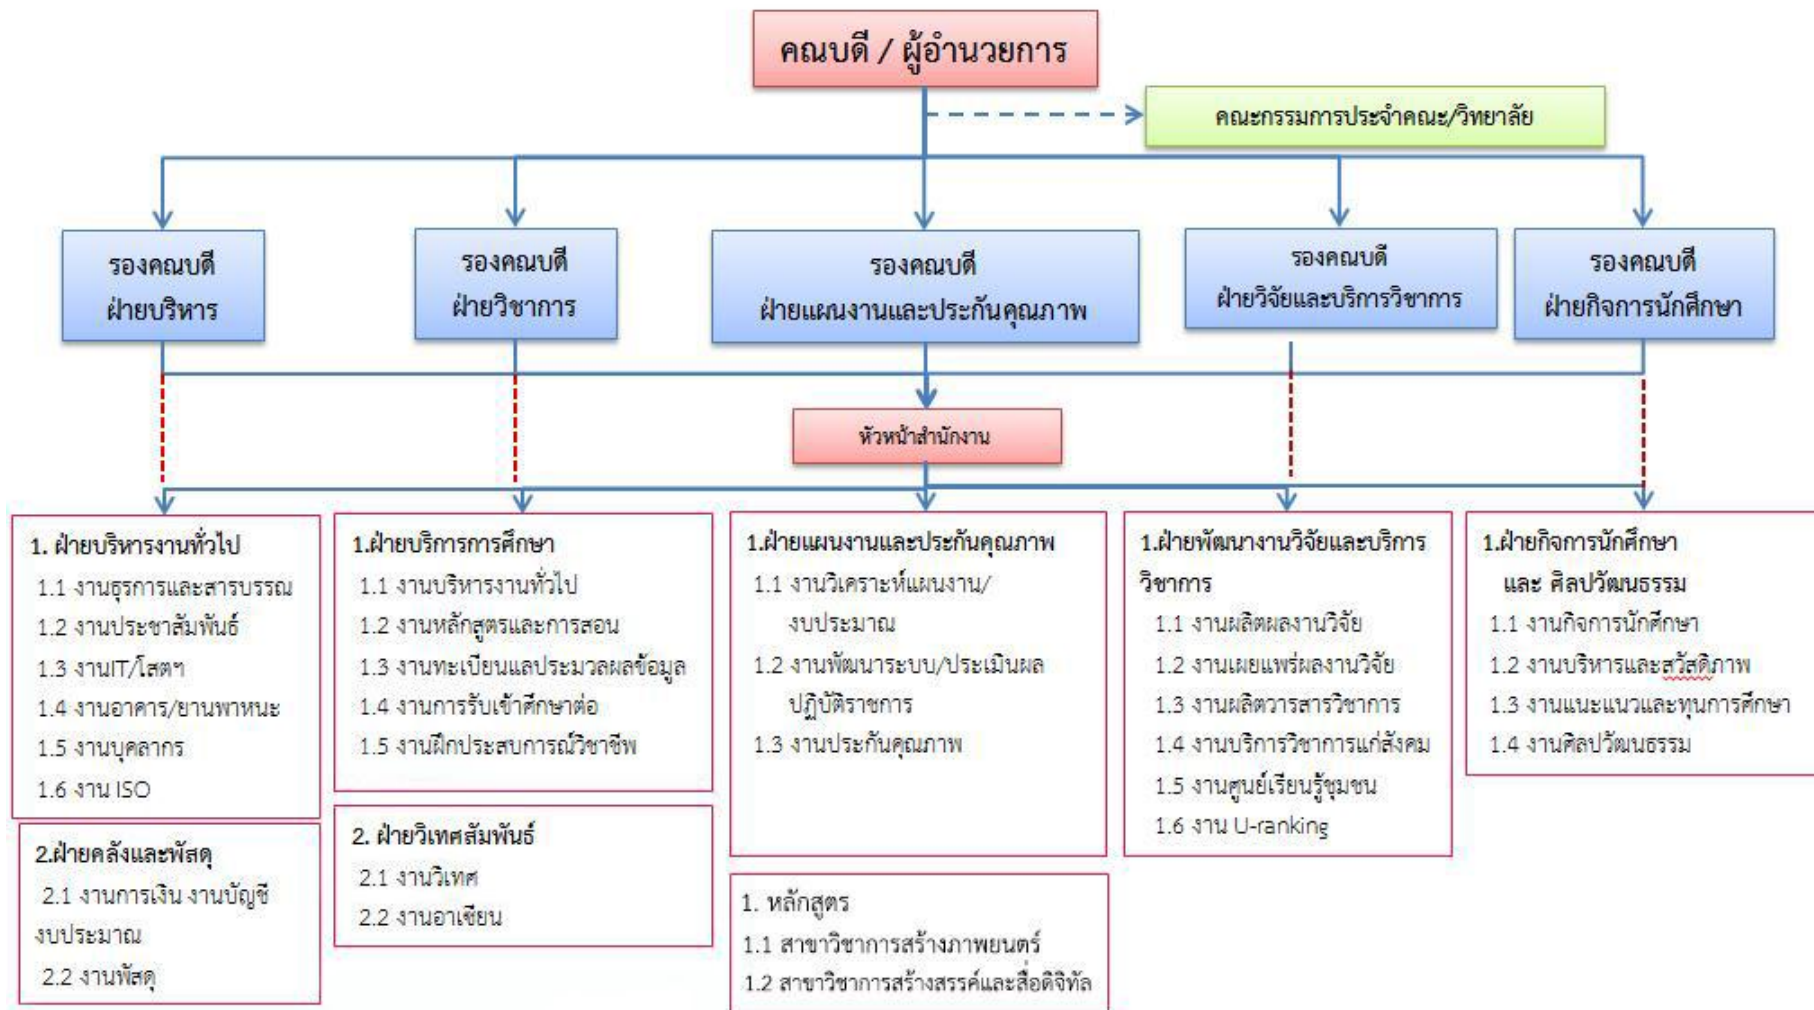 คณบดี / ผู้อำนวยการ
คณะกรรมการประจำคณะ/วิทยาลัย
รองคณบดี
ฝ่ายบริหาร
รองคณบดี
ฝ่ายวิชาการ
รองคณบดี
ฝ่ายแผนงานและประกันคุณภาพ
รองคณบดี
ฝ่ายวิจัยและบริการวิชาการ
รองคณบดี
ฝ่ายกิจการนักศึกษา
หัวหน้าสำนักงาน
1. ฝ่ายบริหารงานทั่วไป
1.1 งานธุรการและสารบรรณ
1.2 งานประชาสัมพันธ์
1.3 งานIT/โสตฯ
1.4 งานอาคาร/ยานพาหนะ
1.5 งานบุคลากร
1.6 งาน ISO
2.ฝ่ายคลังและพัสดุ
2.1 งานการเงิน งานบัญชี
งบประมาณ
2.2 งานพัสดุ
1.ฝ่ายบริการการศึกษา
1.1 งานบริหารงานทั่วไป
1.2 งานหลักสูตรและการสอน
1.3 งานทะเบียนแลประมวลผลข้อมูล
1.4 งานการรับเข้าศึกษาต่อ
1.5 งานฝึกประสบการณ์วิชาชีพ
2. ฝ่ายวิเทศสัมพันธ์
2.1 งานวิเทศ
2.2 งานอาเซียน
1.ฝ่ายแผนงานและประกันคุณภาพ
1.1 งานวิเคราะห์แผนงาน/
งบประมาณ
1.2 งานพัฒนาระบบ/ประเมินผล
ปฏิบัติราชการ
1.3 งานประกันคุณภาพ
1. หลักสูตร
1.1 สาขาวิชาการสร้างภาพยนตร์
1.2 สาขาวิชาการสร้างสรรค์และสื่อดิจิทัล
1.ฝ่ายพัฒนางานวิจัยและบริการ
วิชาการ
1.1 งานผลิตผลงานวิจัย
1.2 งานเผยแพร่ผลงานวิจัย
1.3 งานผลิตวารสารวิชาการ
1.4 งานบริการวิชาการแก่สังคม
1.5 งานศูนย์เรียนรู้ชุมชน
1.6 งาน U-ranking
1.ฝ่ายกิจการนักศึกษา
และ ศิลปวัฒนธรรม
1.1 งานกิจการนักศึกษา
1.2 งานบริหารและสวัสดิภาพ
1.3 งานแนะแนวและทุนการศึกษา
1.4 งานศิลปวัฒนธรรม